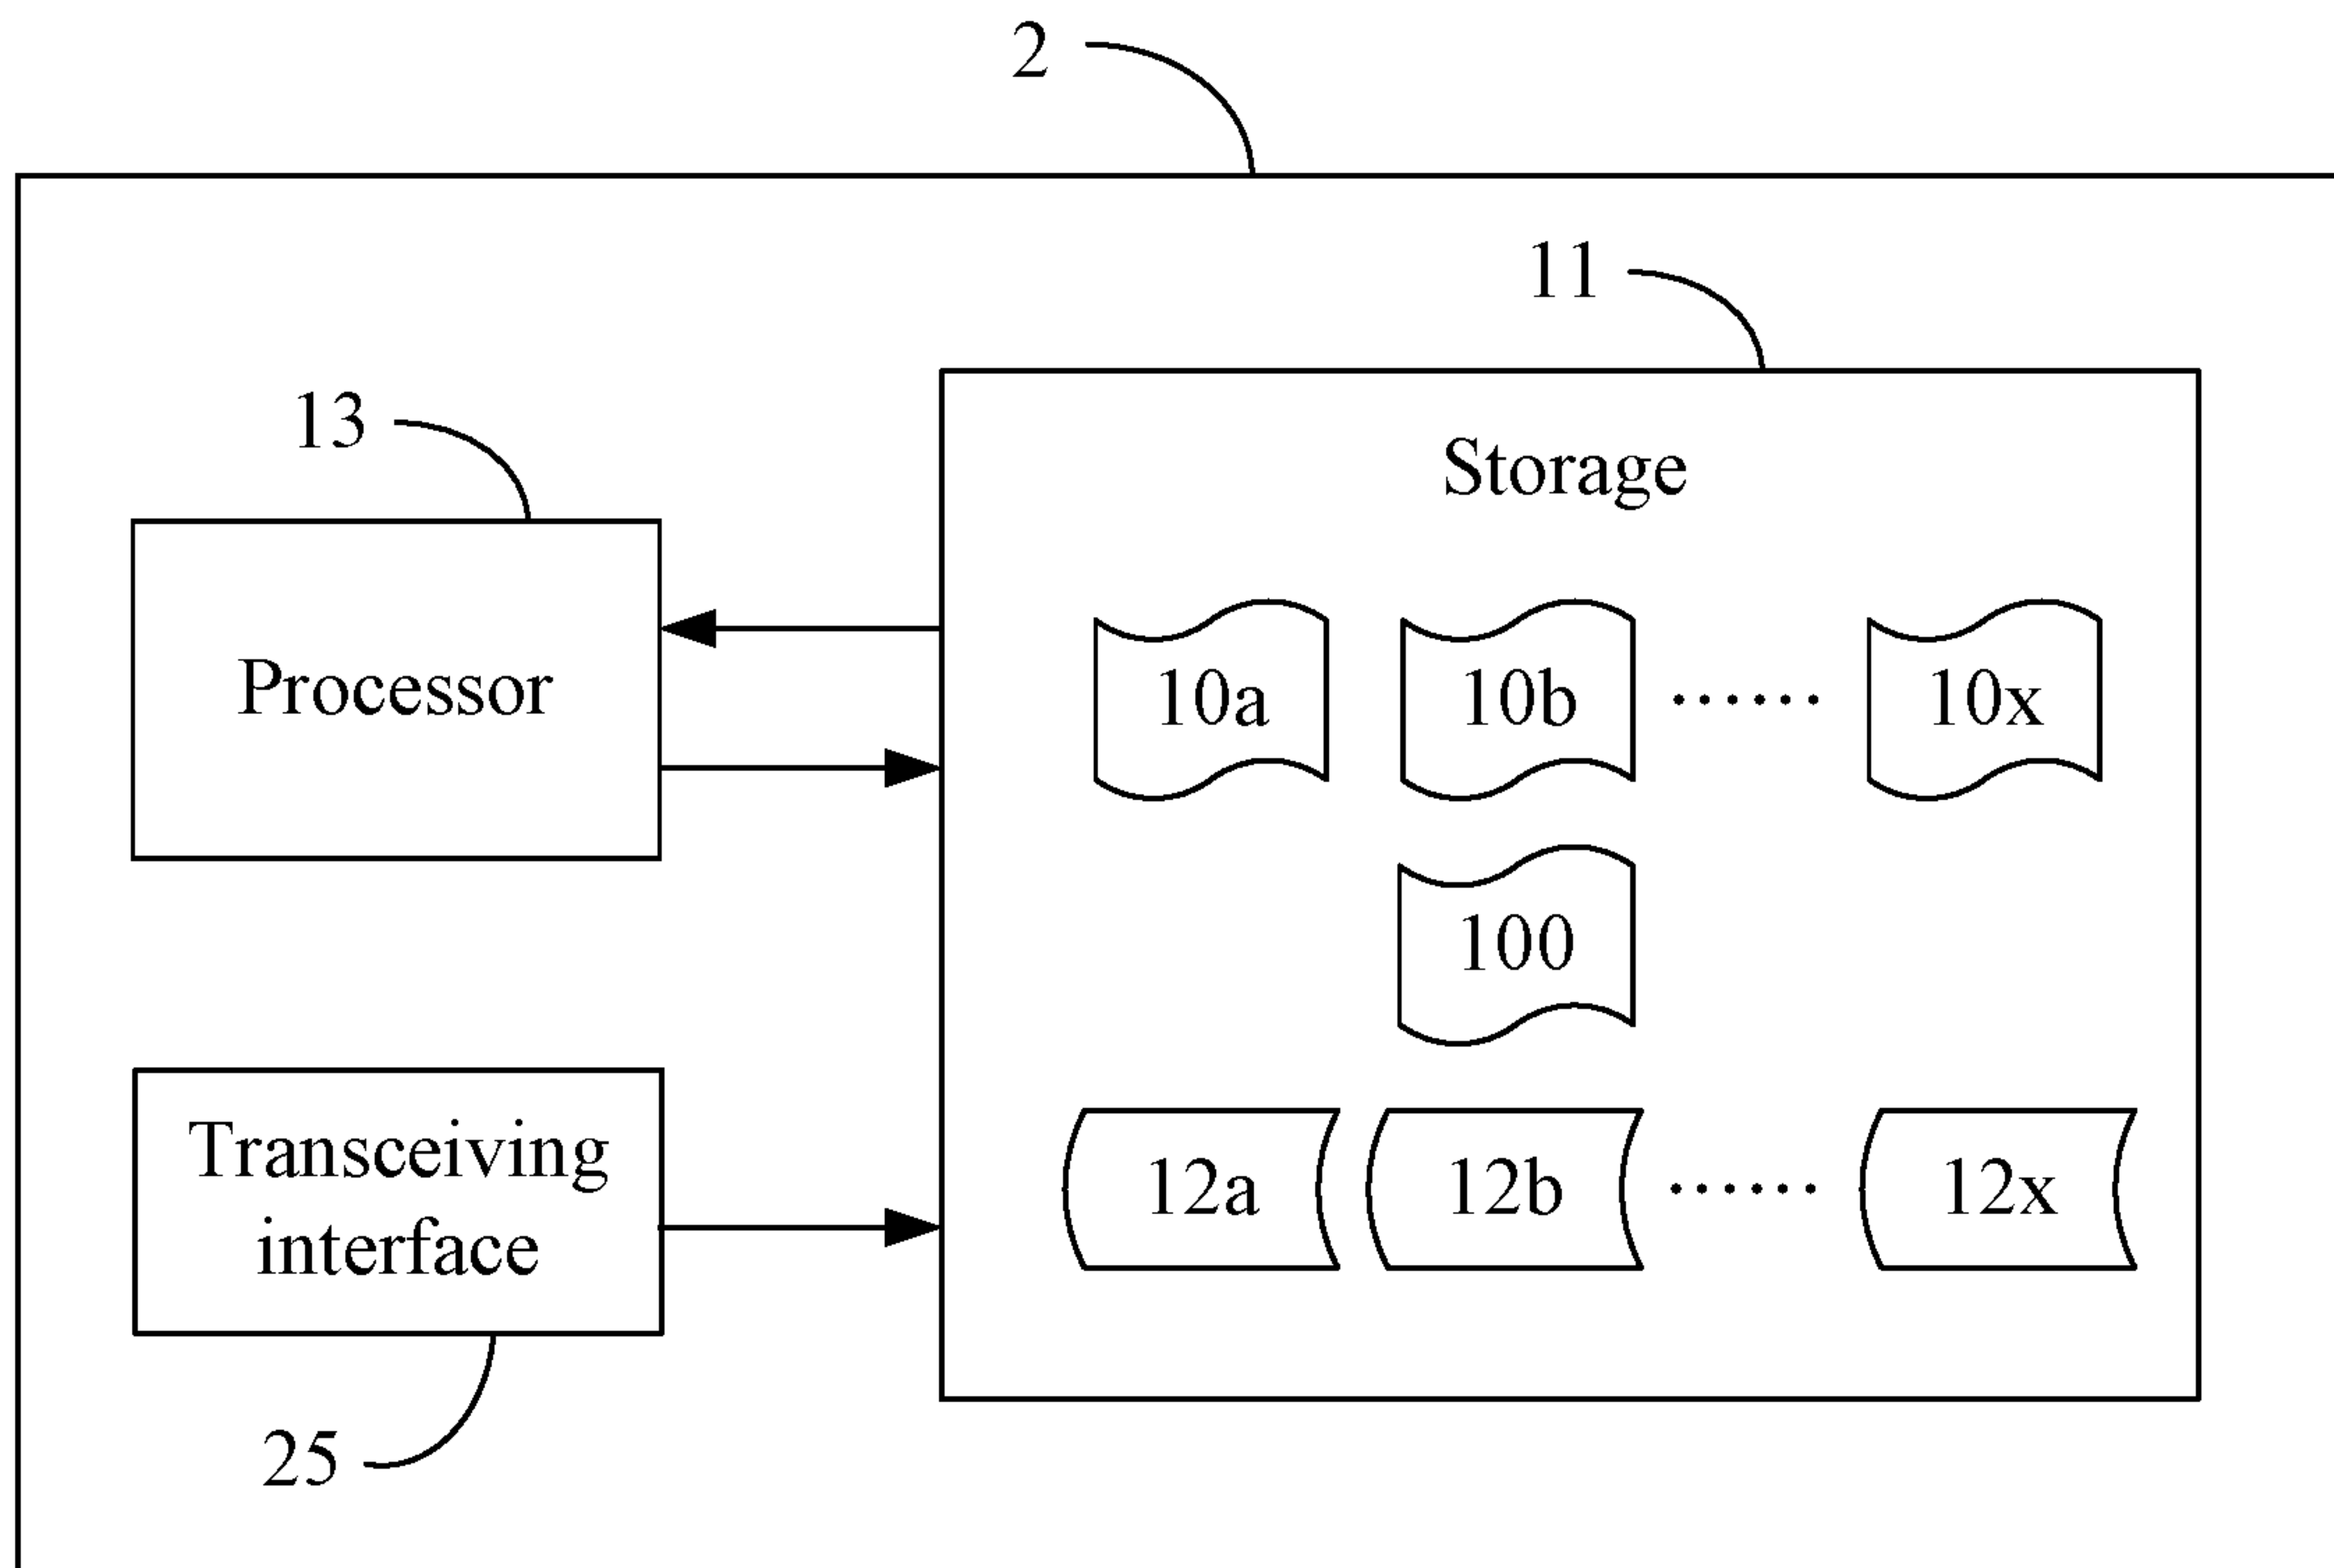 2
11
13
Storage
Processor
10a 10b ...... 10x
100
Transceiving
interface
12a 12b ...... 12x
25